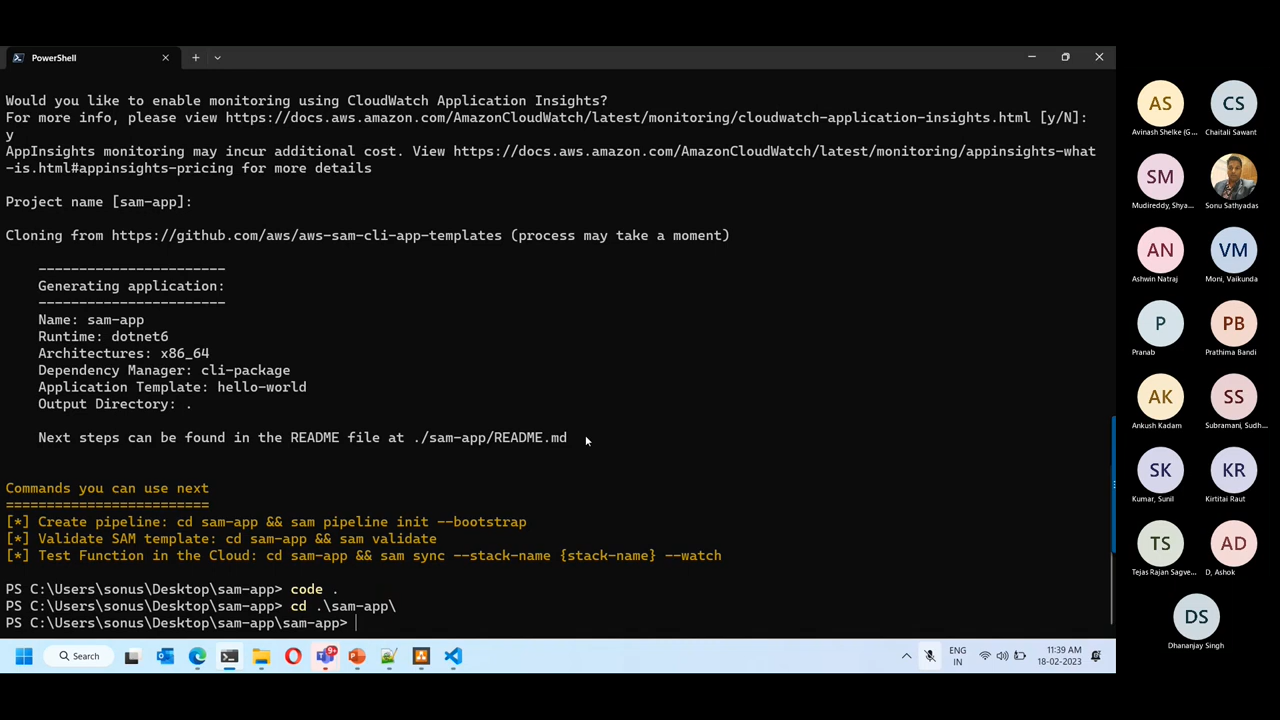 PowerShell
Would you like to enable monitoring using CloudWatch Application Insights?
For more info, please view https://docs.aws.amazon.com/AmazonCloudWatch/latest/monitoring/cloudwatch-application-insights.html [y/N]:
y
AppInsights monitoring may incur additional cost. View https://docs.aws.amazon.com/AmazonCloudWatch/latest/monitoring/appinsights-what
-is.html#appinsights-pricing for more details
Project name [sam-app]:
Cloning from https://github.com/aws/aws-sam-cli-app-templates (process may take a moment)
-----------------------
Generating application:
-----------------------
Name: sam-app
Runtime: dotnet6
Architectures: x86_64
Dependency Manager: cli-package
Application Template: hello-world
Output Directory: .
Next steps can be found in the README file at ./sam-app/README.md
Commands you can use next
=========================
[*] Create pipeline: cd sam-app && sam pipeline init --bootstrap
[*] Validate SAM template: cd sam-app && sam validate
[*] Test Function in the Cloud: cd sam-app && sam sync --stack-name {stack-name} --watch
PS C:\Users\sonus\Desktop\sam-app> code .
PS C:\Users\sonus\Desktop\sam-app> cd .\sam-app\
PS C:\Users\sonus\Desktop\sam-app\sam-app>
Search
9+
ENG
IN
11:39 AM
18-02-2023
AS
Avinash Shelke (G...
CS
Chaitali Sawant
SM
Mudireddy, Shya...
Sonu Sathyadas
AN
Ashwin Natraj
VM
Moni, Vaikunda
P
Pranab
PB
Prathima Bandi
AK
Ankush Kadam
SS
Subramani, Sudh...
SK
Kumar, Sunil
KR
Kirtitai Raut
TS
Tejas Rajan Sagve...
AD
D, Ashok
DS
Dhananjay Singh